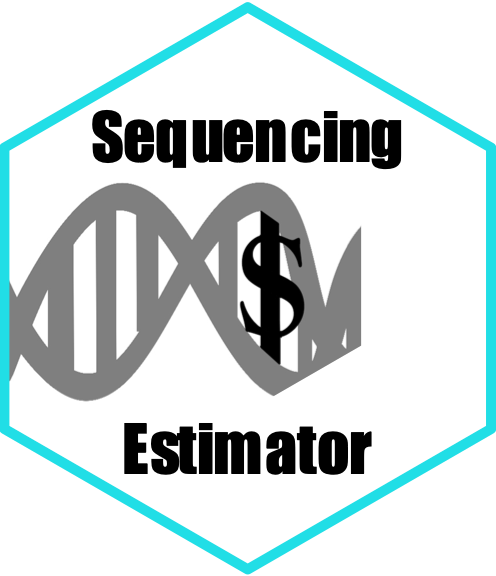 Sequencing
$
Estimator